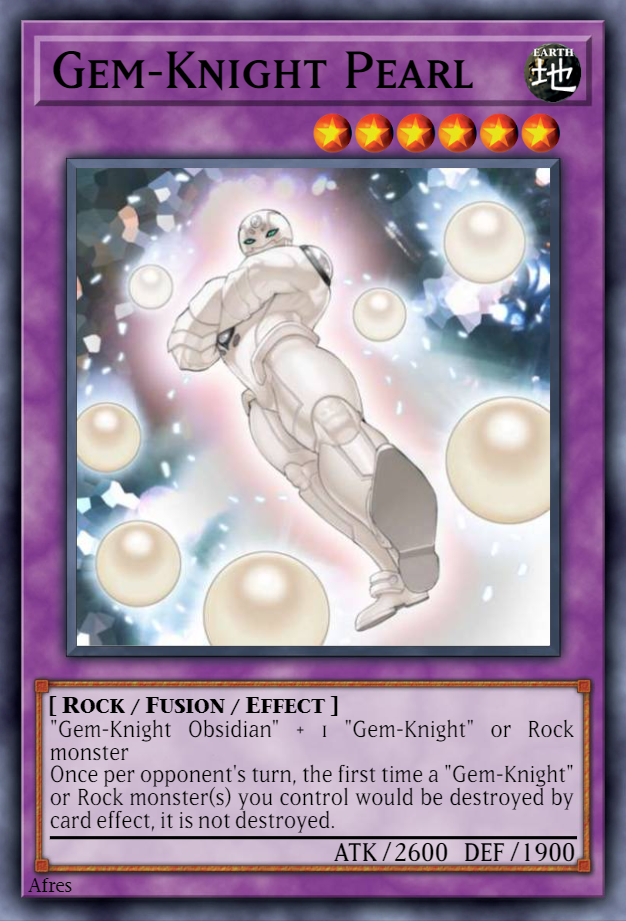 Gem-Knight Pearl
EARTH
地
[ Rock / Fusion / Effect ]
"Gem-Knight Obsidian" + 1 "Gem-Knight" or Rock
monster
Once per opponent's turn, the first time a "Gem-Knight"
or Rock monster(s) you control would be destroyed by
card effect, it is not destroyed.
ATK/2600 DEF/1900
Afres